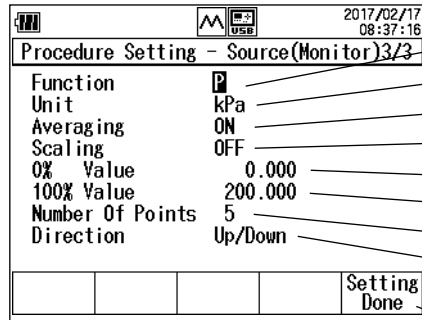 2017/02/17
USB
08:37:16
Procedure Setting - Source(Monitor)3/3
Function P
Unit kPa
Averaging ON
Scaling OFF
0% Value 0.000
100% Value 200.000
Number Of Points 5
Direction Up/Down
Setting
Done